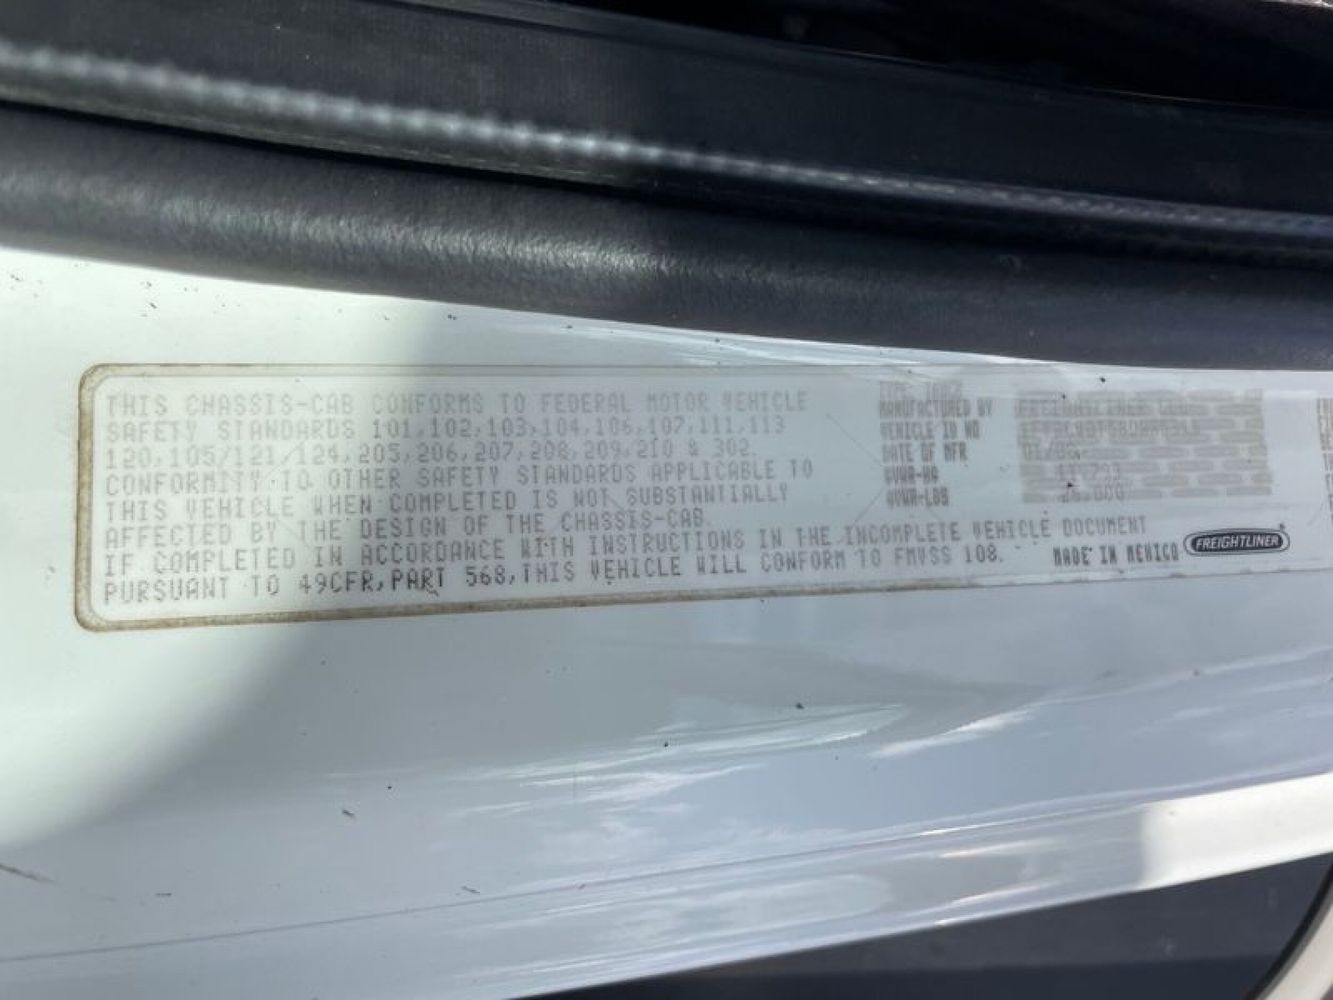 THIS CHASSIS-CAB CONFORMS TO FEDERAL MOTOR VEHICLE
SAFETY STANDARDS 101,102,103,104,106,107,111,113
120,105/121,124,205,206,207,208,209,210 & 302.
CONFORMITY TO OTHER SAFETY STANDARDS APPLICABLE TO
THIS VEHICLE WHEN COMPLETED IS NOT SUBSTANTIALLY
AFFECTED BY THE DESIGN OF THE CHASSIS-CAB.
IF COMPLETED IN ACCORDANCE WITH INSTRUCTIONS IN THE INCOMPLETE VEHICLE DOCUMENT
PURSUANT TO 49CFR,PART 568,THIS VEHICLE WILL CONFORM TO FMVSS 108.
TYPE: TRUCK
MANUFACTURED BY FREIGHTLINER
VEHICLE ID NO
DATE OF MFR
GVWR-KG
GVWR-LBS
MADE IN MEXICO
FREIGHTLINER